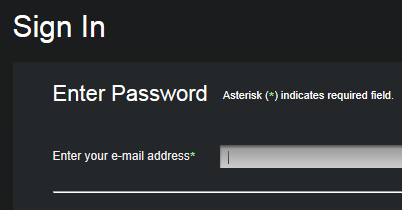 Sign In
Enter Password Asterisk (*) indicates required field.
Enter your e-mail address*